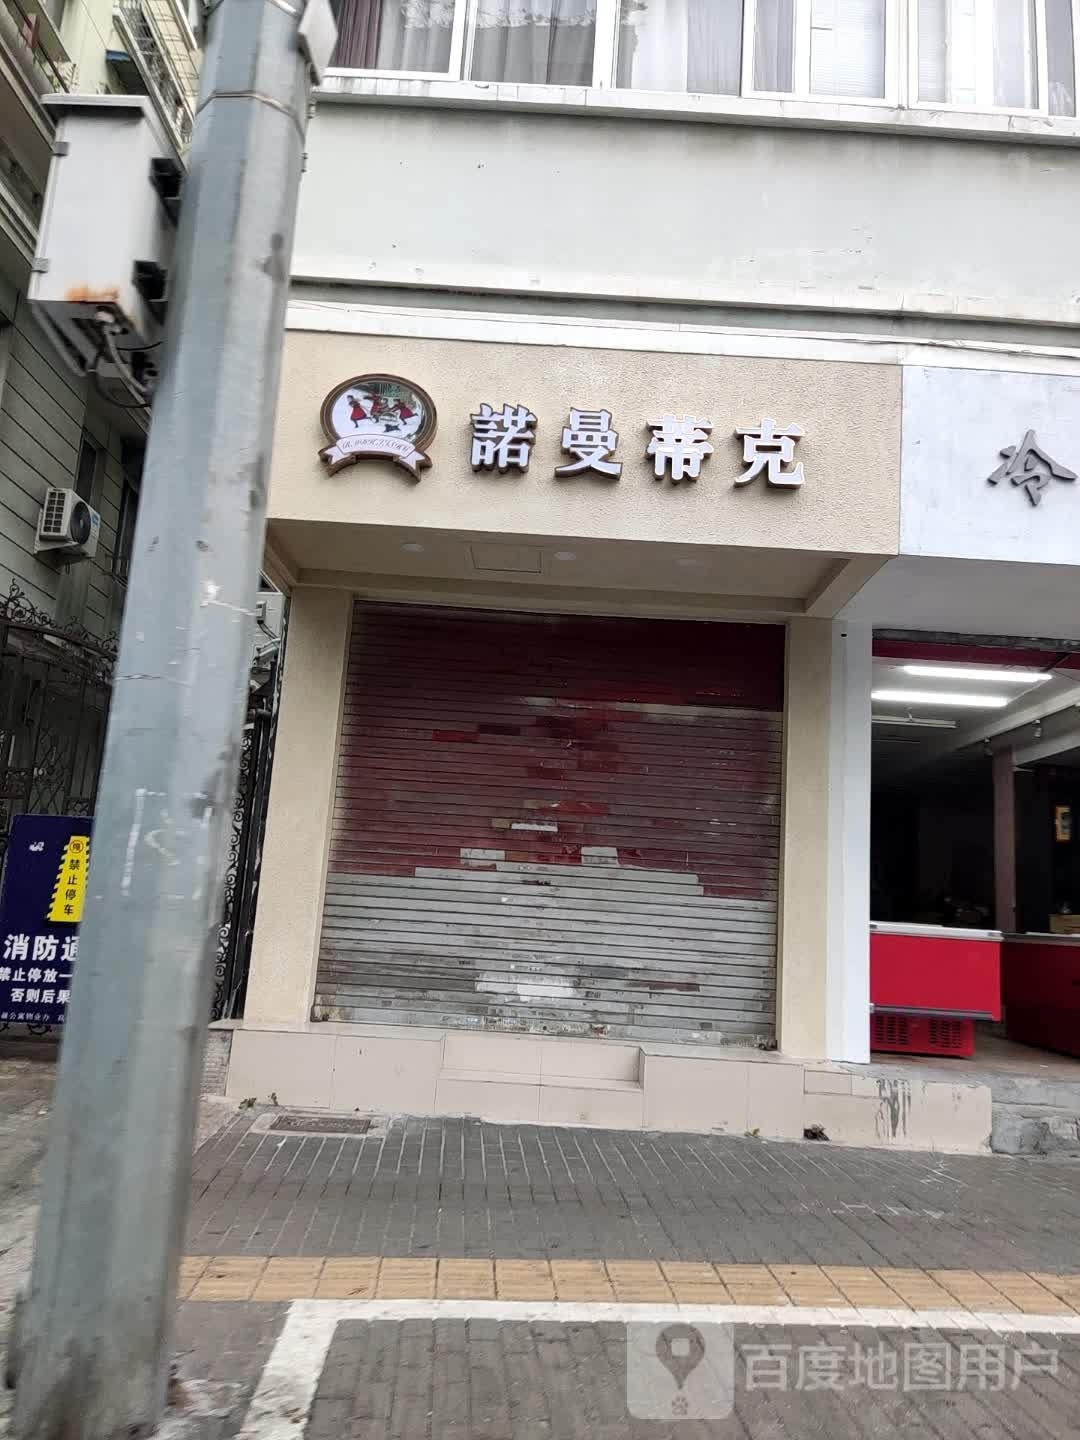 諾曼蒂克
冷
禁止停车
消防通
禁止停放一
否则后果
百度地图用户